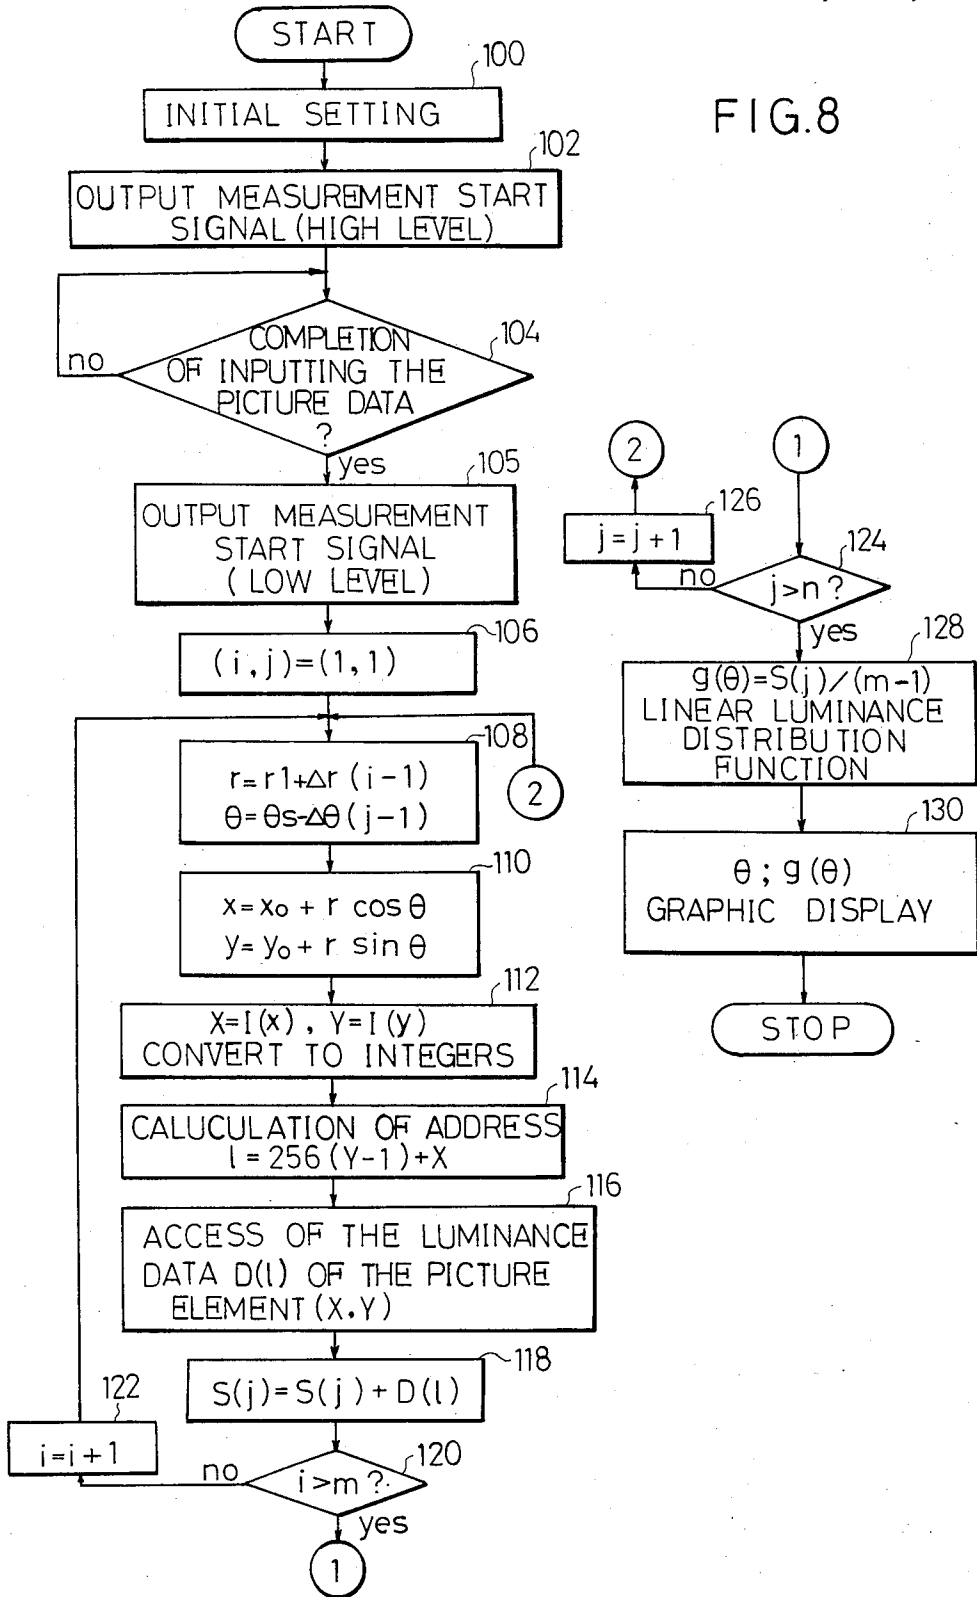 START
100
INITIAL SETTING
FIG.8
102
OUTPUT MEASUREMENT START
SIGNAL (HIGH LEVEL)
104
COMPLETION
OF INPUTTING THE
PICTURE DATA
?
no
yes
105
OUTPUT MEASUREMENT
START SIGNAL
(LOW LEVEL)
106
(i, j)=(1, 1)
108
r=r1+Δr (i-1)
θ=θs-Δθ(j-1)
2
110
x=x₀ + r cos θ
y=y₀ + r sin θ
112
X=I(x) , Y=I(y)
CONVERT TO INTEGERS
114
CALUCULATION OF ADDRESS
l=256(Y-1)+X
116
ACCESS OF THE LUMINANCE
DATA D(l) OF THE PICTURE
ELEMENT(X.Y)
118
S(j)=S(j)+D(l)
122
i=i+1
120
i>m ?
no
yes
1
2
1
126
j=j+1
124
j>n ?
no
yes
128
g(θ)=S(j)/(m-1)
LINEAR LUMINANCE
DISTRIBUTION
FUNCTION
130
θ ; g(θ)
GRAPHIC DISPLAY
STOP